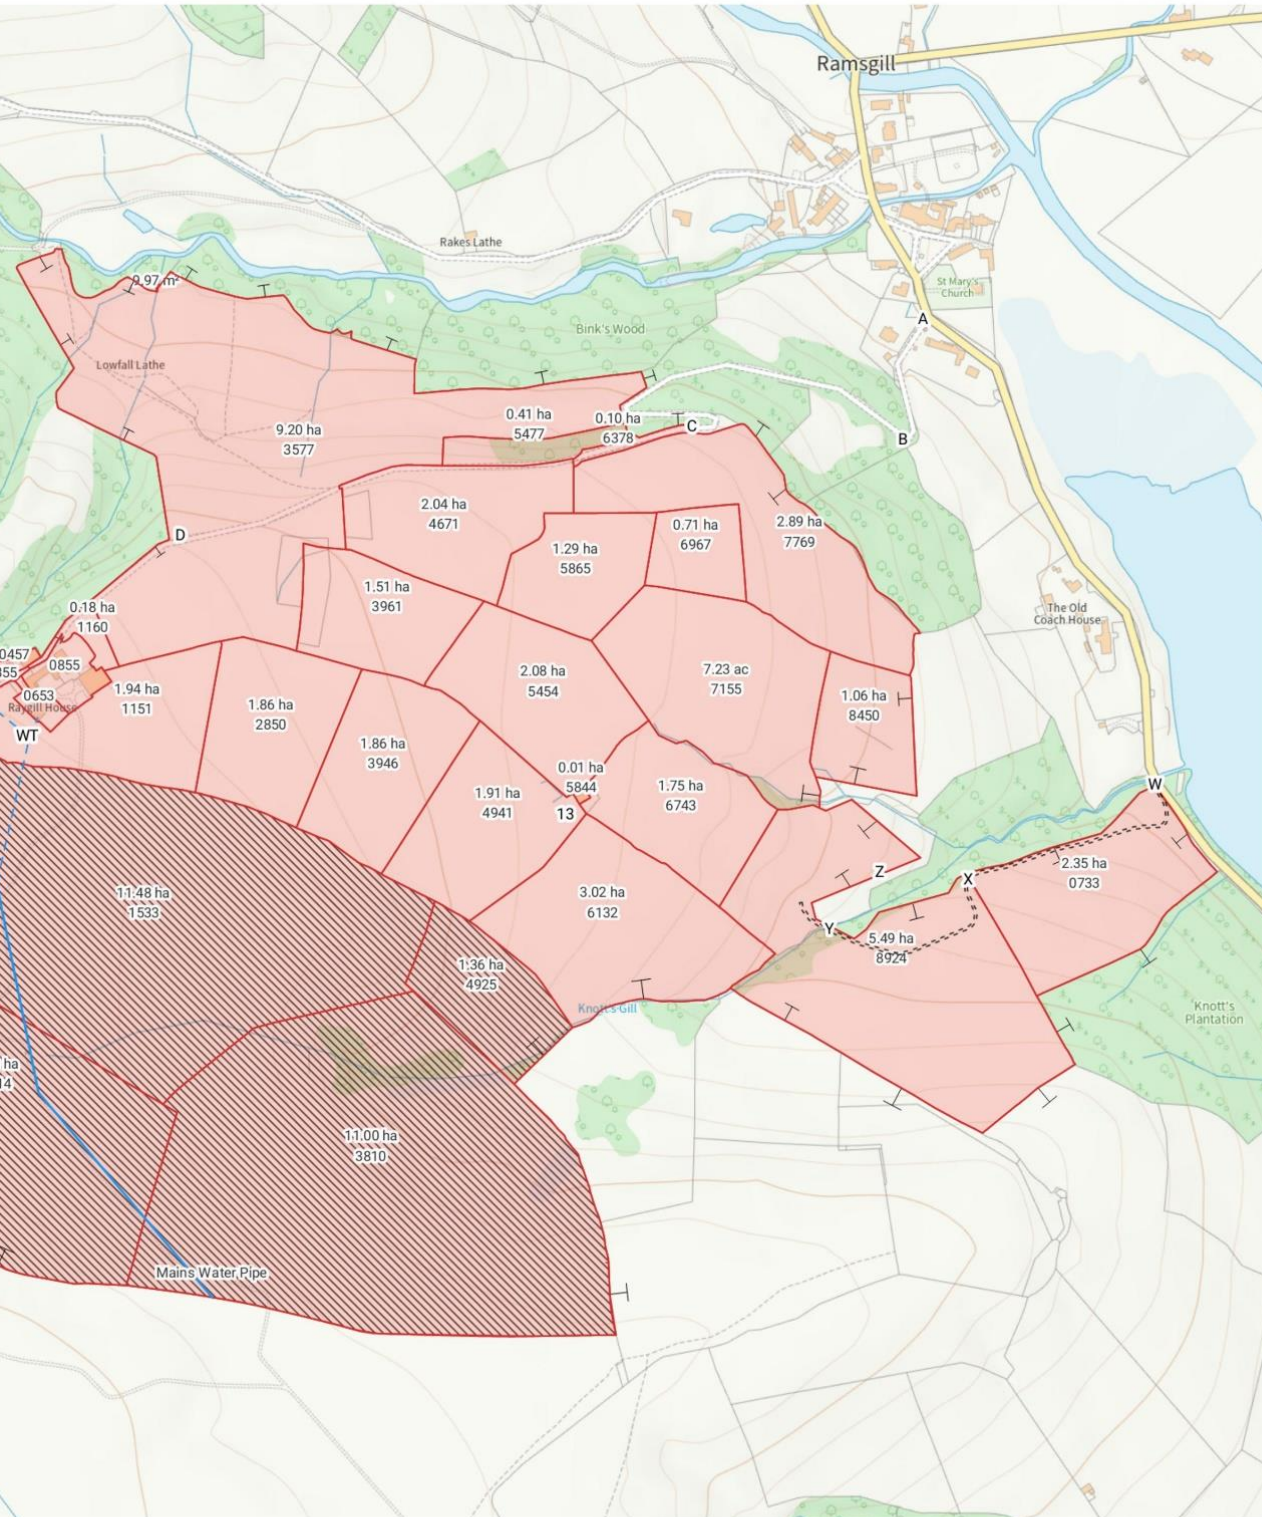 Ramsgill
Rakes Lathe
9.97 m²
St Mary's
Church
Bink's Wood
A
Lowfall Lathe
0.41 ha
5477
0.10 ha
6378
C
B
9.20 ha
3577
2.04 ha
4671
0.71 ha
6967
2.89 ha
7769
D
1.29 ha
5865
1.51 ha
3961
0.18 ha
1160
The Old
Coach House
0457
355
0855
0653
Raygill House
1.94 ha
1151
2.08 ha
5454
7.23 ac
7155
1.86 ha
2850
1.06 ha
8450
WT
1.86 ha
3946
0.01 ha
5844
13
1.91 ha
4941
1.75 ha
6743
W
2.35 ha
0733
Z
X
11.48 ha
1533
3.02 ha
6132
Y
5.49 ha
8924
1.36 ha
4925
Knott's Gill
Knott's
Plantation
ha
14
11.00 ha
3810
Mains Water Pipe